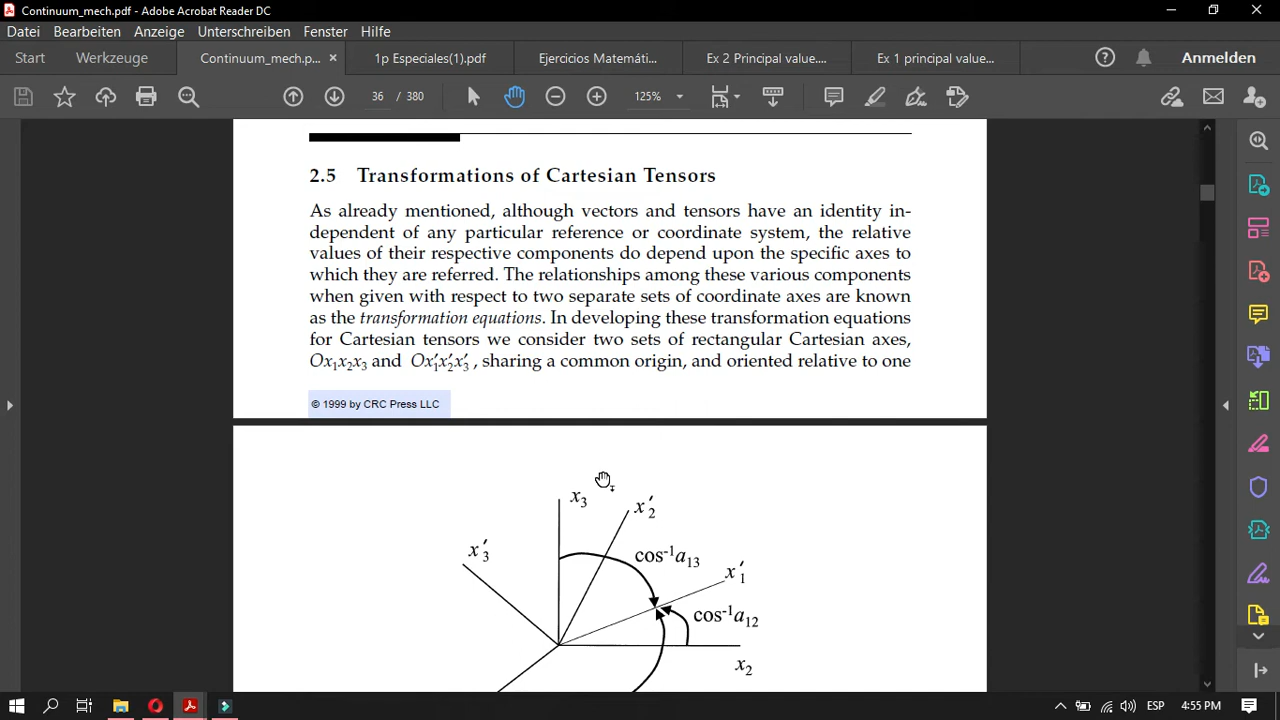 Continuum_mech.pdf - Adobe Acrobat Reader DC
Datei Bearbeiten Anzeige Unterschreiben Fenster Hilfe
Start Werkzeuge Continuum_mech.p... × 1p Especiales(1).pdf Ejercicios Matemáti... Ex 2 Principal value.... Ex 1 principal value... Anmelden
36 / 380 125%
2.5 Transformations of Cartesian Tensors
As already mentioned, although vectors and tensors have an identity in-
dependent of any particular reference or coordinate system, the relative
values of their respective components do depend upon the specific axes to
which they are referred. The relationships among these various components
when given with respect to two separate sets of coordinate axes are known
as the transformation equations. In developing these transformation equations
for Cartesian tensors we consider two sets of rectangular Cartesian axes,
Ox₁x₂x₃ and Ox′₁x′₂x′₃, sharing a common origin, and oriented relative to one
© 1999 by CRC Press LLC
x₃
x′₂
x′₃
cos⁻¹a₁₃
x′₁
cos⁻¹a₁₂
x₂
ESP 4:55 PM